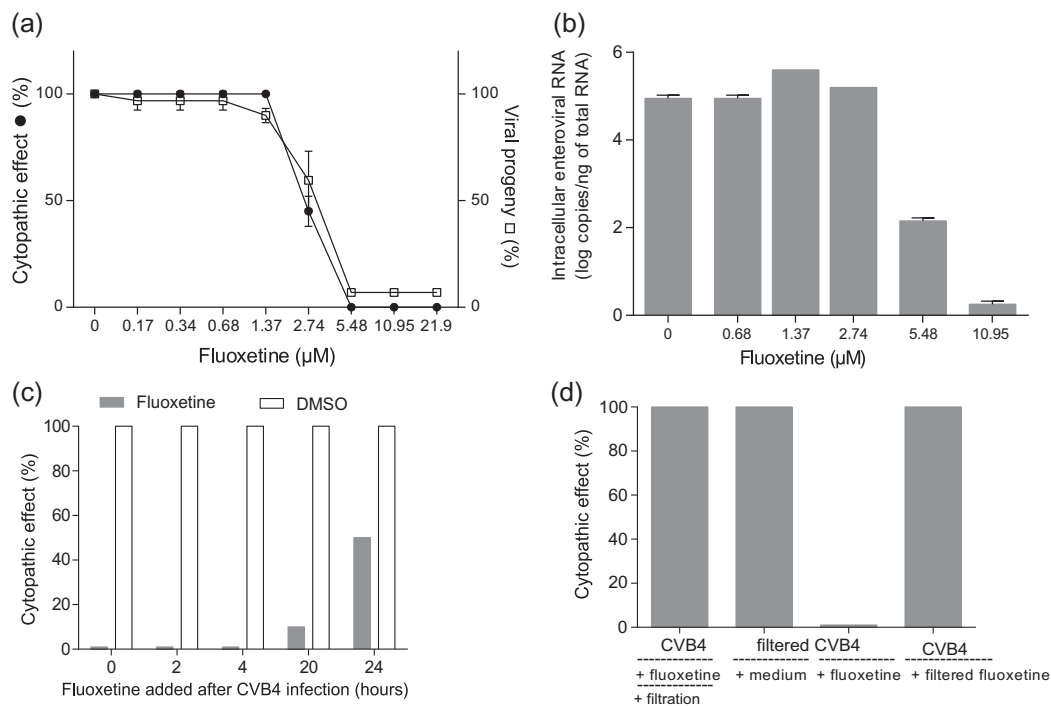 (a)
Cytopathic effect ● (%)
100
50
0
Viral progeny □ (%)
100
50
0
0 0.17 0.34 0.68 1.37 2.74 5.48 10.95 21.9
Fluoxetine (µM)
(b)
Intracellular enteroviral RNA
(log copies/ng of total RNA)
6
4
2
0
0 0.68 1.37 2.74 5.48 10.95
Fluoxetine (µM)
(c)
Fluoxetine DMSO
Cytopathic effect (%)
100
80
60
40
20
0
0 2 4 20 24
Fluoxetine added after CVB4 infection (hours)
(d)
Cytopathic effect (%)
100
80
60
40
20
0
CVB4 filtered CVB4 CVB4
+ fluoxetine + medium + fluoxetine + filtered fluoxetine
+ filtration